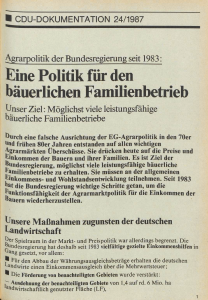 ■ CDU-DOKUMENTATION 24/1987
Agrarpolitik der Bundesregierung seit 1983:
Eine Politik für den
bäuerlichen Familienbetrieb
Unser Ziel: Möglichst viele leistungsfähige
bäuerliche Familienbetriebe
Durch eine falsche Ausrichtung der EG-Agrarpolitik in den 70er
und frühen 80er Jahren entstanden auf allen wichtigen
Agrarmärkten Überschüsse. Sie drücken heute auf die Preise und
Einkommen der Bauern und ihrer Familien. Es ist Ziel der
Bundesregierung, möglichst viele leistungsfähige, bäuerliche
Familienbetriebe zu erhalten. Sie müssen an der allgemeinen
Einkommens- und Wohlstandsentwicklung teilnehmen. Seit 1983
hat die Bundesregierung wichtige Schritte getan, um die
Funktionsfähigkeit der Agrarmarktpolitik für die Einkommen der
Bauern wiederherzustellen.
Unsere Maßnahmen zugunsten der deutschen
Landwirtschaft
Der Spielraum in der Markt- und Preispolitik war allerdings begrenzt. Die
Bundesregierung hat deshalb seit 1983 vielfältige gezielte Einkommenshilfen in
Gang gesetzt, vor allem:
■ Für den Abbau der Währungsausgleichsbeträge erhalten die deutschen
Landwirte einen Einkommensausgleich über die Mehrwertsteuer.
■ Die Förderung von benachteiligten Gebieten wurde verstärkt:
— Ausdehnung der benachteiligten Gebiete von 1,4 auf rd. 6 Mio. ha
landwirtschaftlich genutzter Fläche (LF),